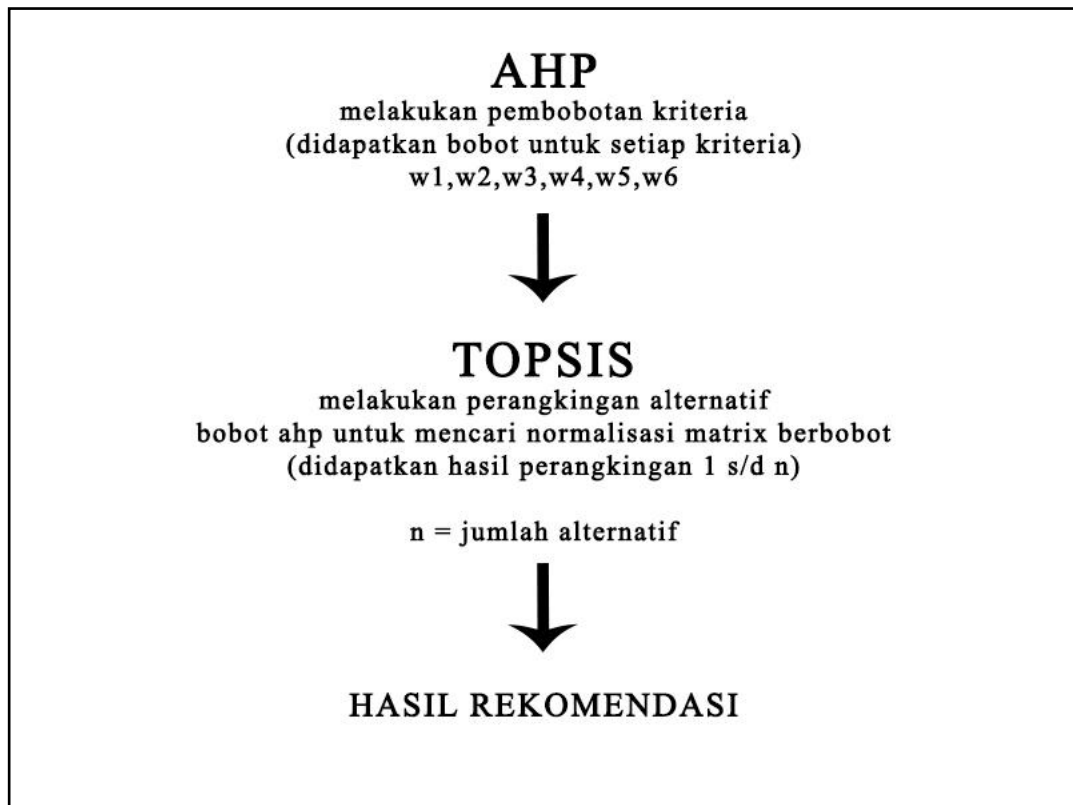 AHP
melakukan pembobotan kriteria
(didapatkan bobot untuk setiap kriteria)
w1,w2,w3,w4,w5,w6
TOPSIS
melakukan perangkingan alternatif
bobot ahp untuk mencari normalisasi matrix berbobot
(didapatkan hasil perangkingan 1 s/d n)
n = jumlah alternatif
HASIL REKOMENDASI